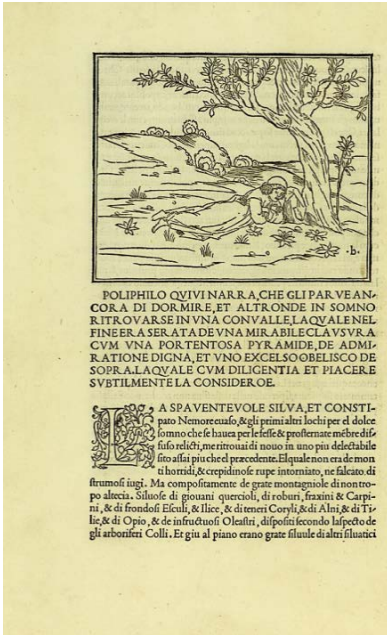 .b.
POLIPHILO QVIVI NARRA, CHE GLI PARVE AN-
CORA DI DORMIRE, ET ALTRONDE IN SOMNO
RITROVARSE IN VNA CONVALLE, LAQVALE NEL
FINE ERA SERATA DE VNA MIRABILE CLAVSVRA
CVM VNA PORTENTOSA PYRAMIDE, DE ADMI-
RATIONE DIGNA, ET VNO EXCELSO OBELISCO DE
SOPRA. LAQVALE CVM DILIGENTIA ET PIACERE
SVBTILMENTE LA CONSIDEROE.
LA SPAVENTEVOLE SILVA, ET CONSTI-
pato Nemore euaso, & gli primi altri lochi per el dolce
somno che se hauea per le fesse & prosternate mẽbre dif-
fuso relicti, me ritrouai di nouo in uno piu delectabile
sito assai piu che el præcedente. Elquale non era de mon
ti horridi, & crepidinose rupe intorniato, ne falcato di
strumosi iugi. Ma compositamente de grate montagniole di non tro-
po altecia. Siluose di giouani quercioli, di roburi, fraxini & Carpi-
ni, & di frondosi Esculi, & Ilice, & di teneri Coryli, & di Alni, & di Ti-
lie, & di Opio, & de infructuosi Oleastri, dispositi secondo laspecto de
gli arboriferi Colli. Et giu al piano erano grate siluule di altri siluatici